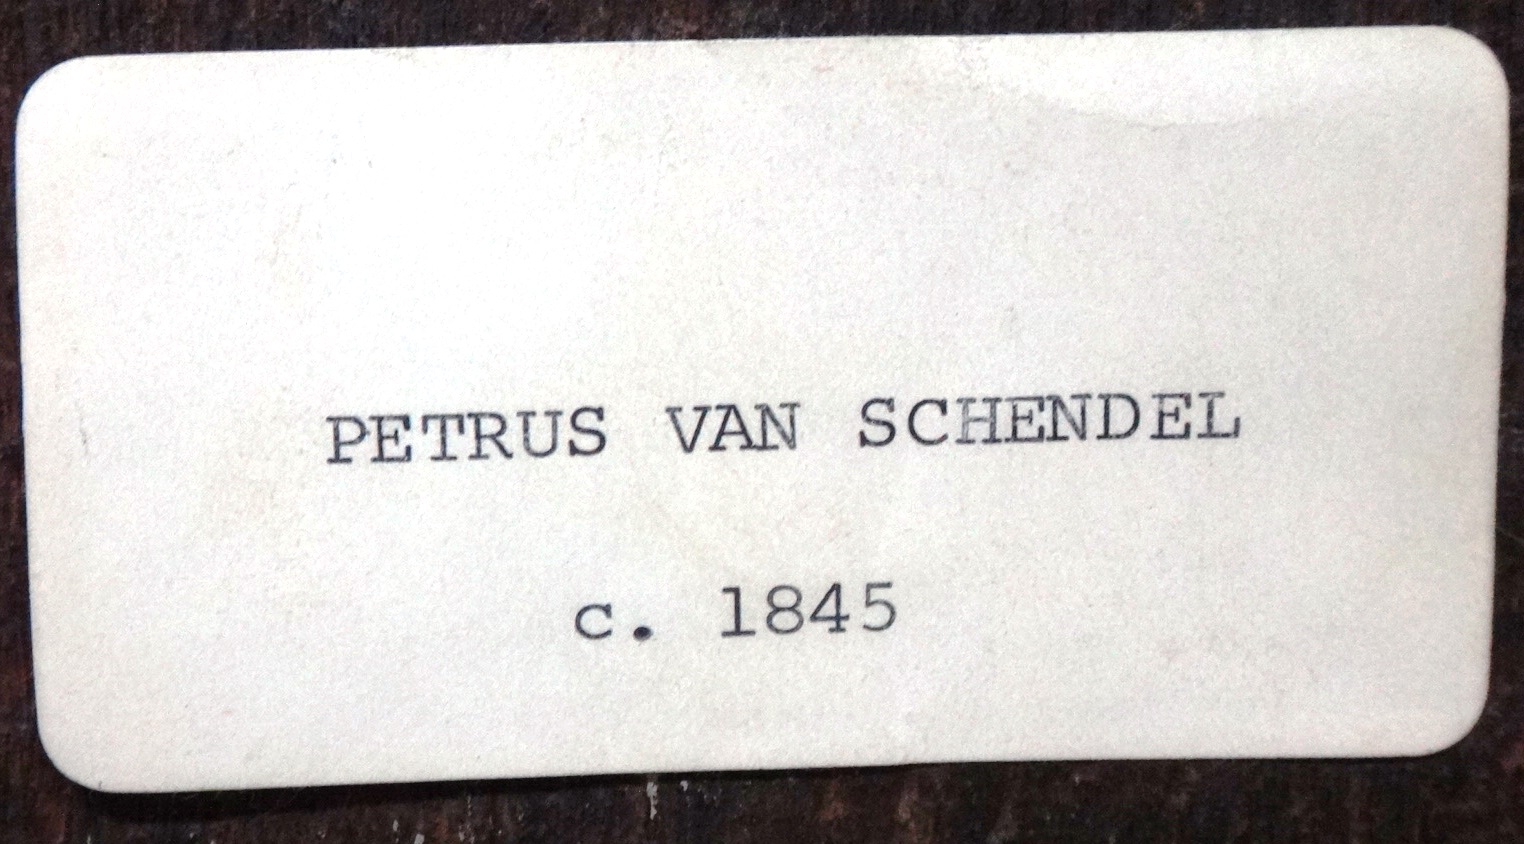 PETRUS VAN SCHENDEL
c. 1845